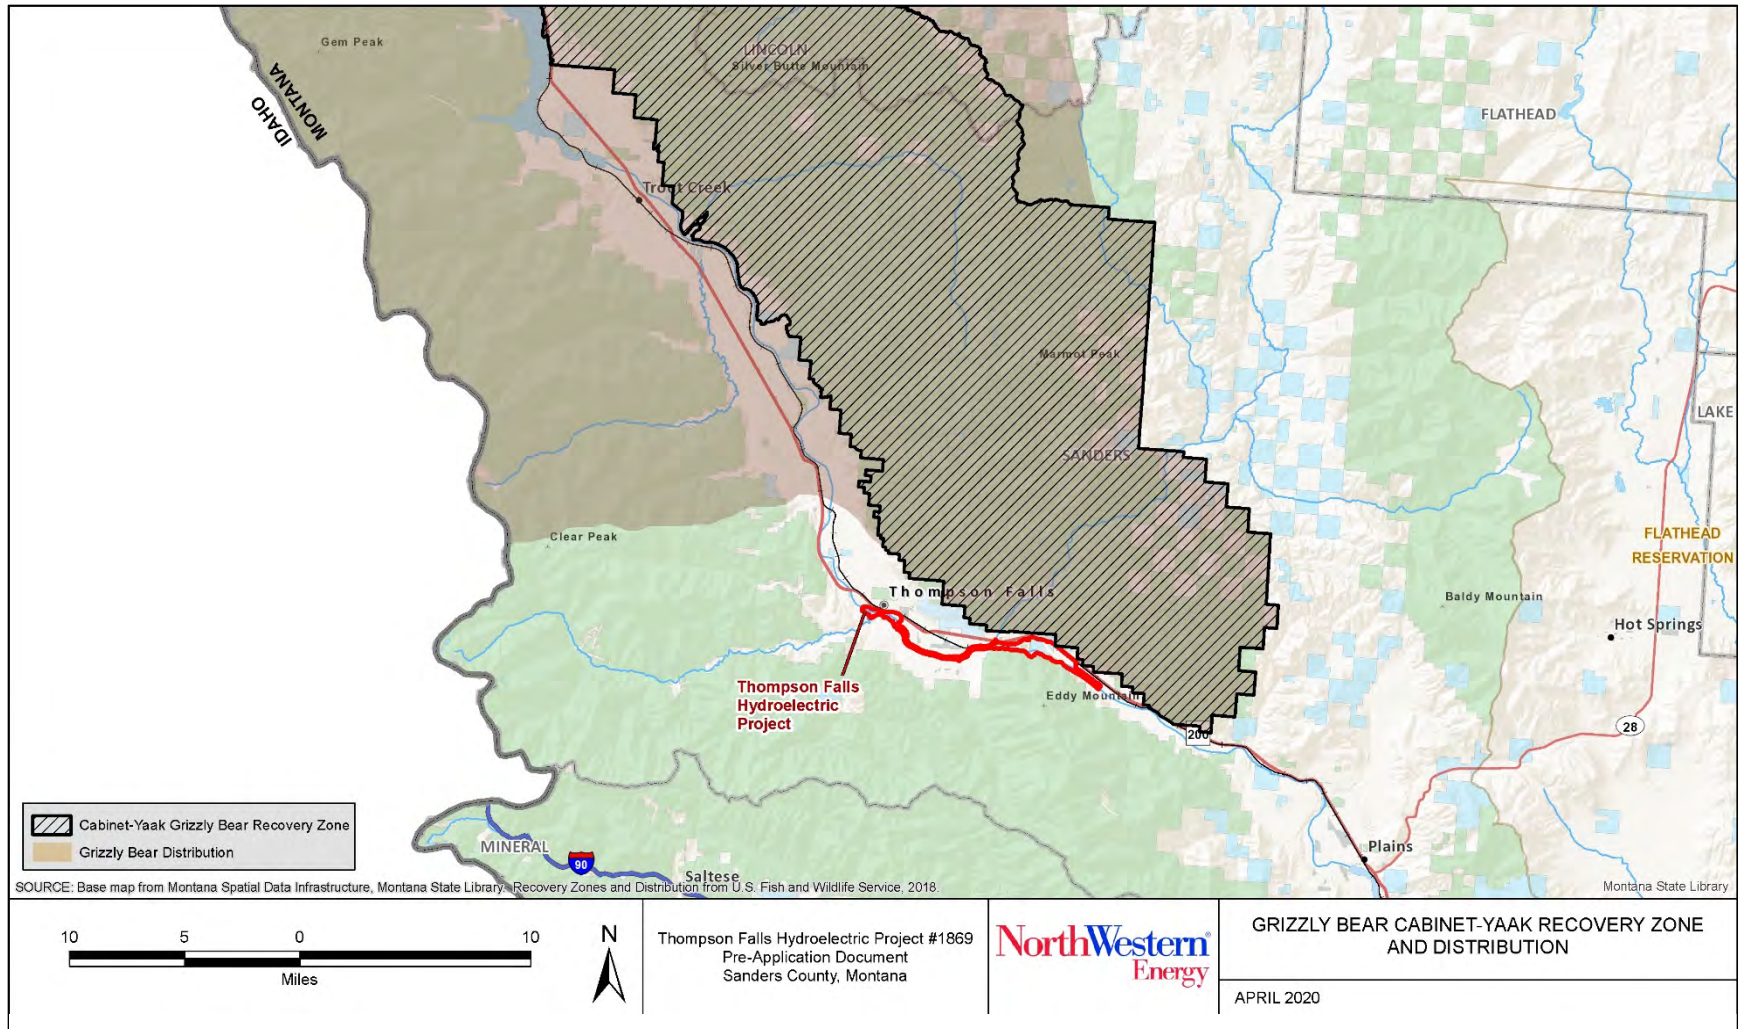 Gem Peak
LINCOLN
Silver Butte Mountain
MONTANA
IDAHO
FLATHEAD
Trout Creek
Marmot Peak
LAKE
SANDERS
FLATHEAD
RESERVATION
Clear Peak
Thompson Falls
Baldy Mountain
Hot Springs
Thompson Falls
Hydroelectric
Project
Eddy Mountain
200
28
Cabinet-Yaak Grizzly Bear Recovery Zone
Grizzly Bear Distribution
MINERAL
90
Plains
Saltese
SOURCE: Base map from Montana Spatial Data Infrastructure, Montana State Library. Recovery Zones and Distribution from U.S. Fish and Wildlife Service, 2018.
Montana State Library
10 5 0 10
Miles
N
Thompson Falls Hydroelectric Project #1869
Pre-Application Document
Sanders County, Montana
NorthWestern®
Energy
GRIZZLY BEAR CABINET-YAAK RECOVERY ZONE
AND DISTRIBUTION
APRIL 2020